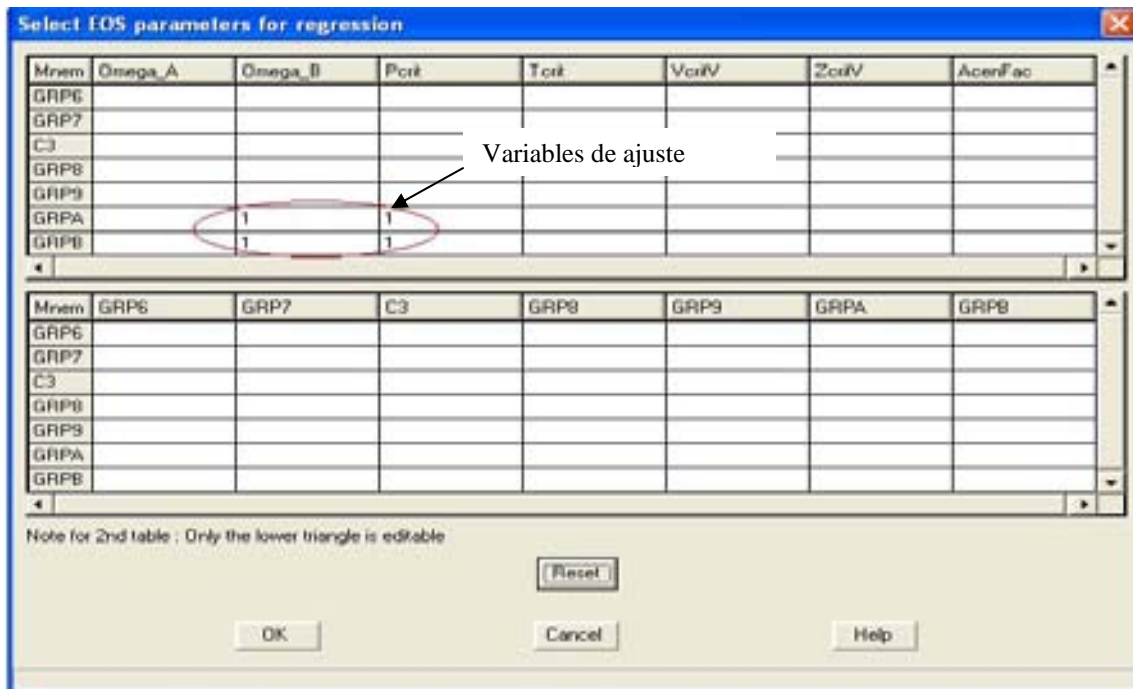 Select EOS parameters for regression
Mnem Omega_A Omega_B Pcrit Tcrit VcritV ZcritV AcenFac
GRP6
GRP7
C3
GRP8
GRP9
GRPA 1 1
GRPB 1 1
Variables de ajuste
Mnem GRP6 GRP7 C3 GRP8 GRP9 GRPA GRPB
GRP6
GRP7
C3
GRP8
GRP9
GRPA
GRPB
Note for 2nd table : Only the lower triangle is editable
Reset
OK Cancel Help